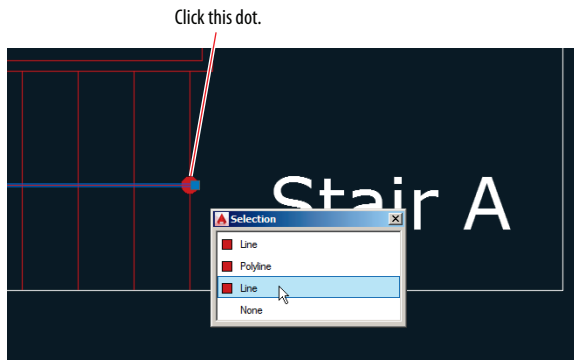 Click this dot.
Stair A
Selection
Line
Polyline
Line
None